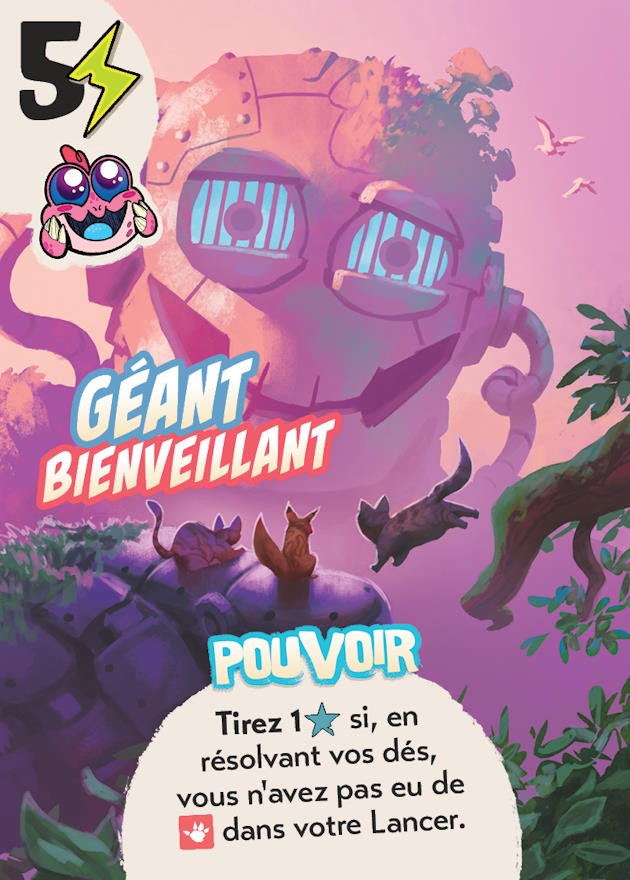 5
GÉANT
BIENVEILLANT
POUVOIR
Tirez 1 si, en
résolvant vos dés,
vous n'avez pas eu de
dans votre Lancer.